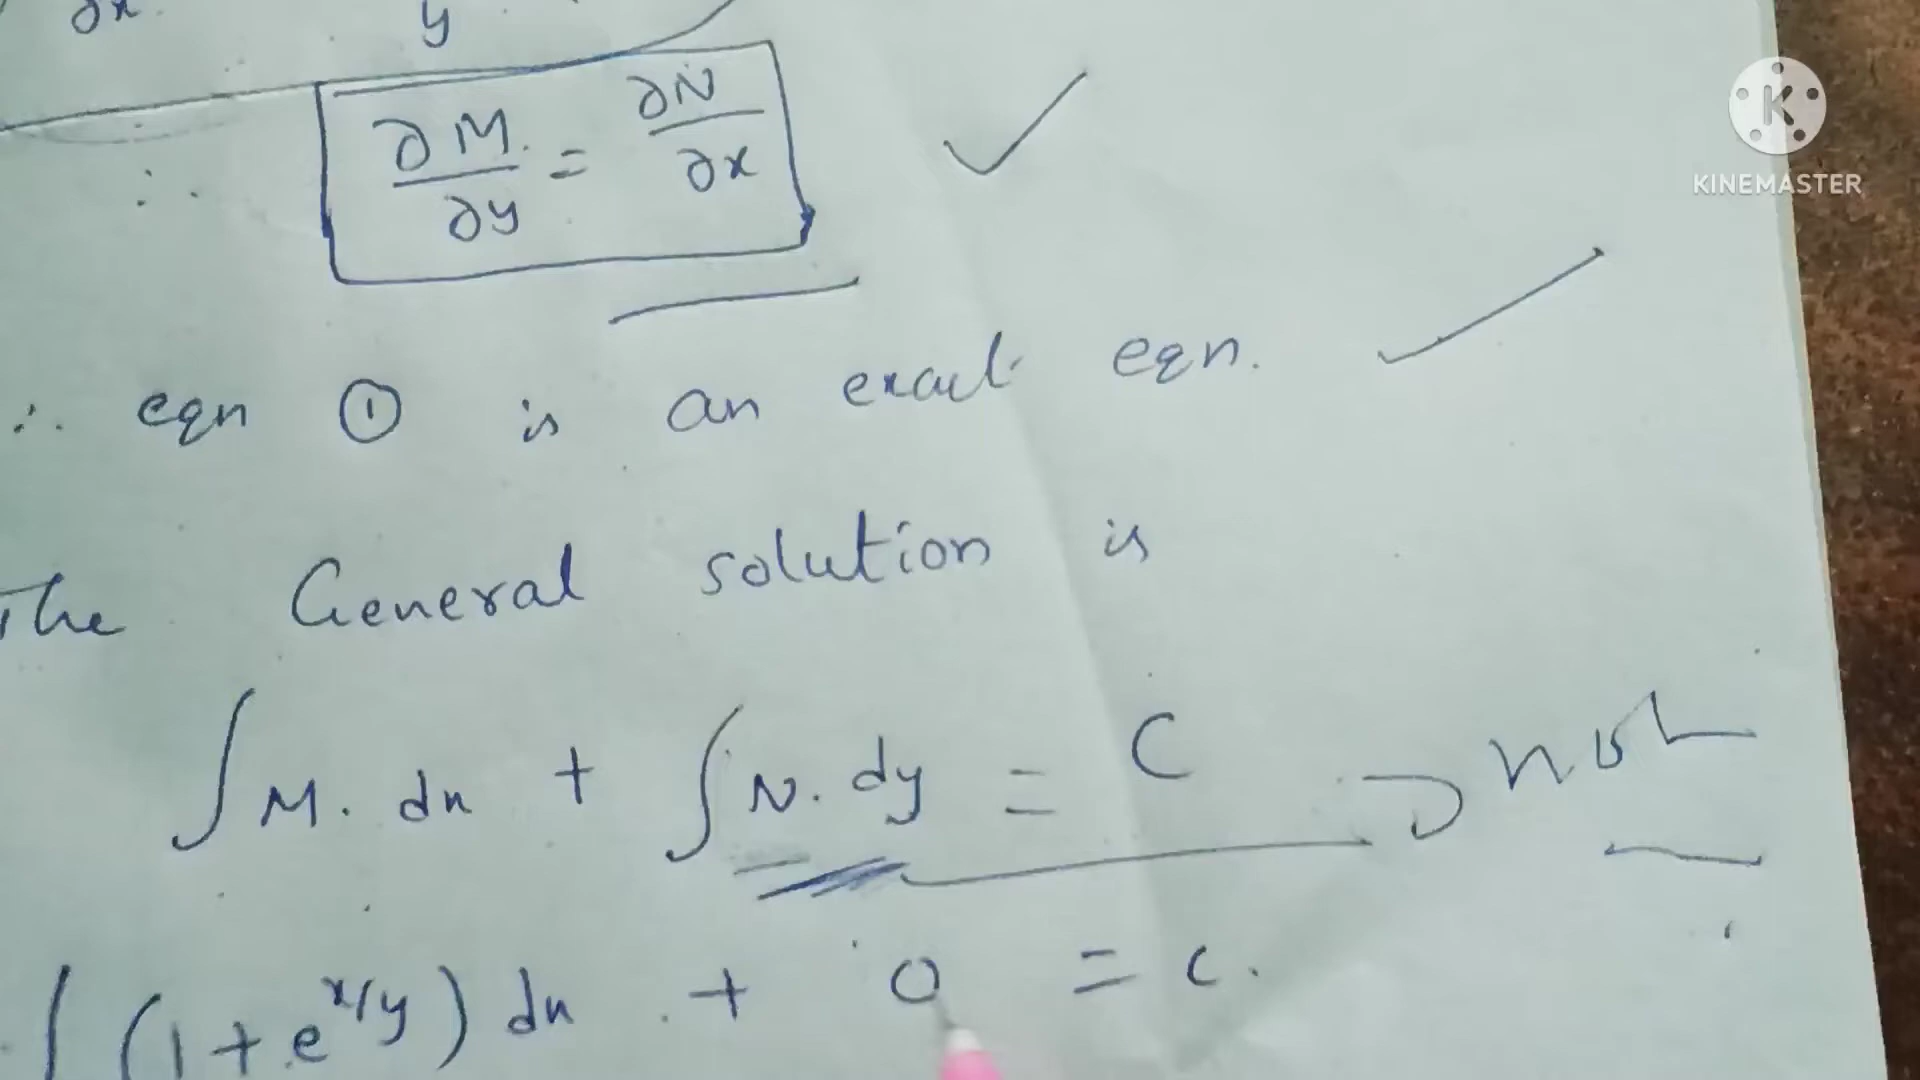 ∂x y
∴ ∂M/∂y = ∂N/∂x
∴ eqn ① is an exact eqn.
The General solution is
∫ M. dx + ∫ N. dy = C
∫ (1 + e^x/y) dx + 0 = c.
K
KINEMASTER